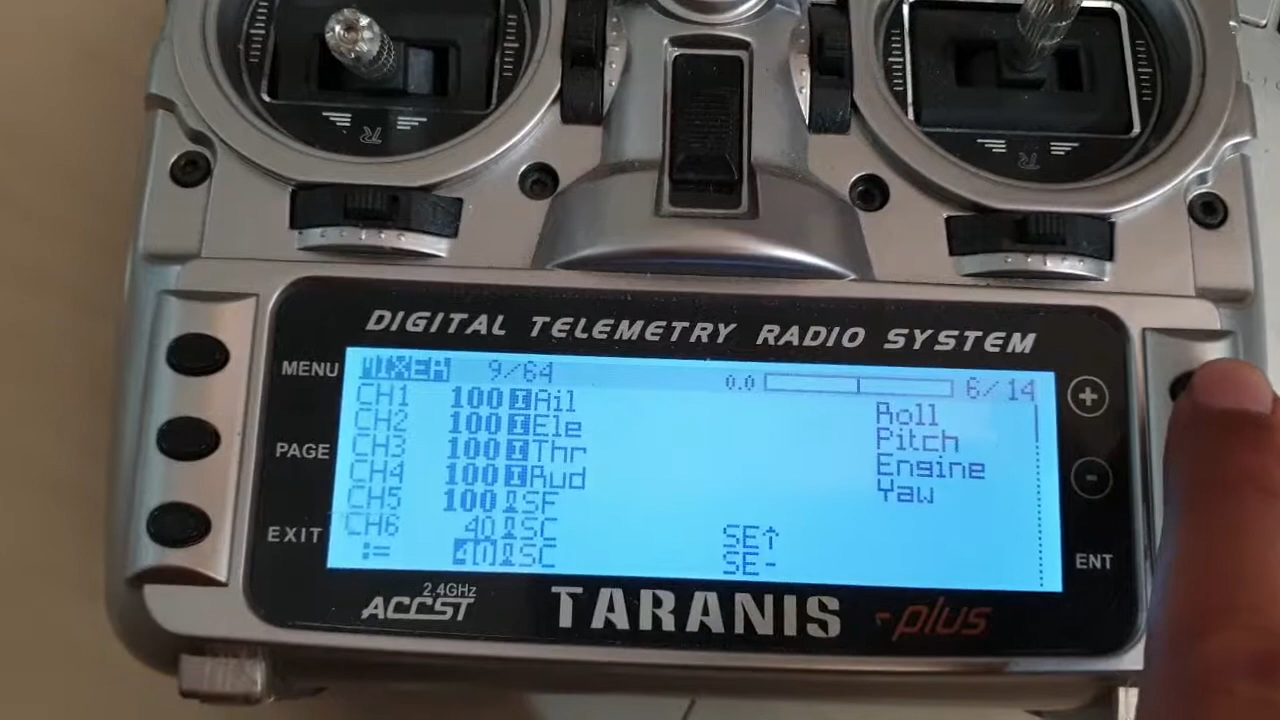 DIGITAL TELEMETRY RADIO SYSTEM
MENU
PAGE
EXIT
MIXER 9/64 0.0 6/14
CH1 100 I Ail Roll
CH2 100 I Ele Pitch
CH3 100 I Thr Engine
CH4 100 I Rud Yaw
CH5 100 SF
CH6 40 SC SE↑
:= 40 SC SE-
+
-
ENT
2.4GHz
ACCST
TARANIS
plus